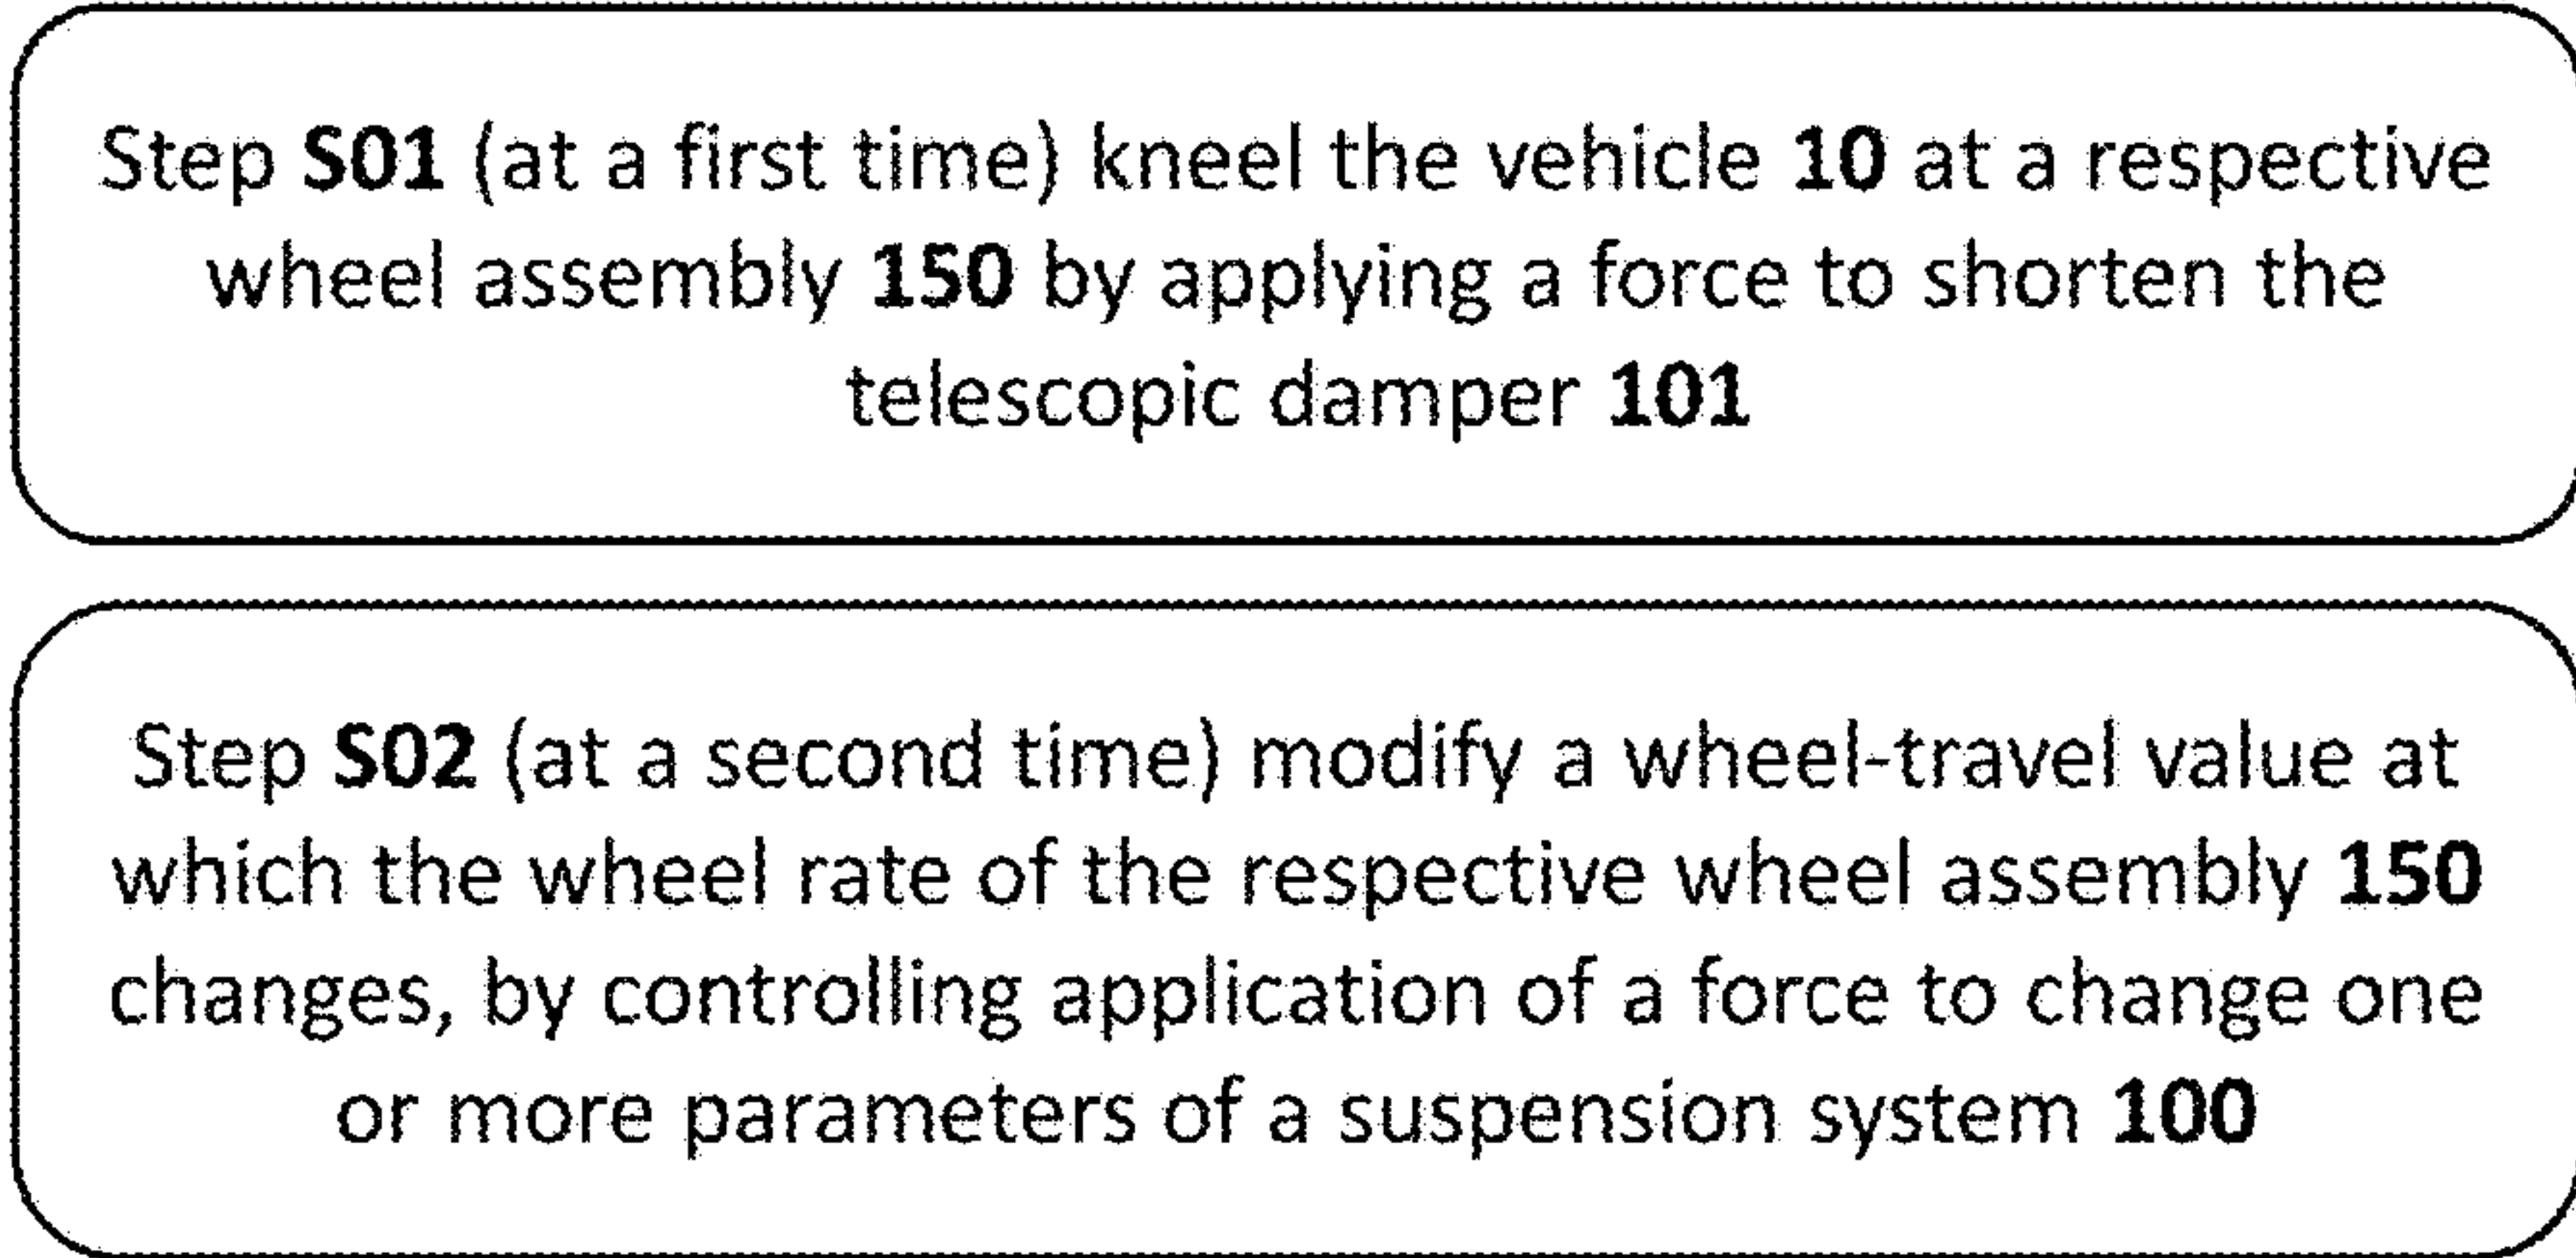 Step S01 (at a first time) kneel the vehicle 10 at a respective
wheel assembly 150 by applying a force to shorten the
telescopic damper 101
Step S02 (at a second time) modify a wheel-travel value at
which the wheel rate of the respective wheel assembly 150
changes, by controlling application of a force to change one
or more parameters of a suspension system 100